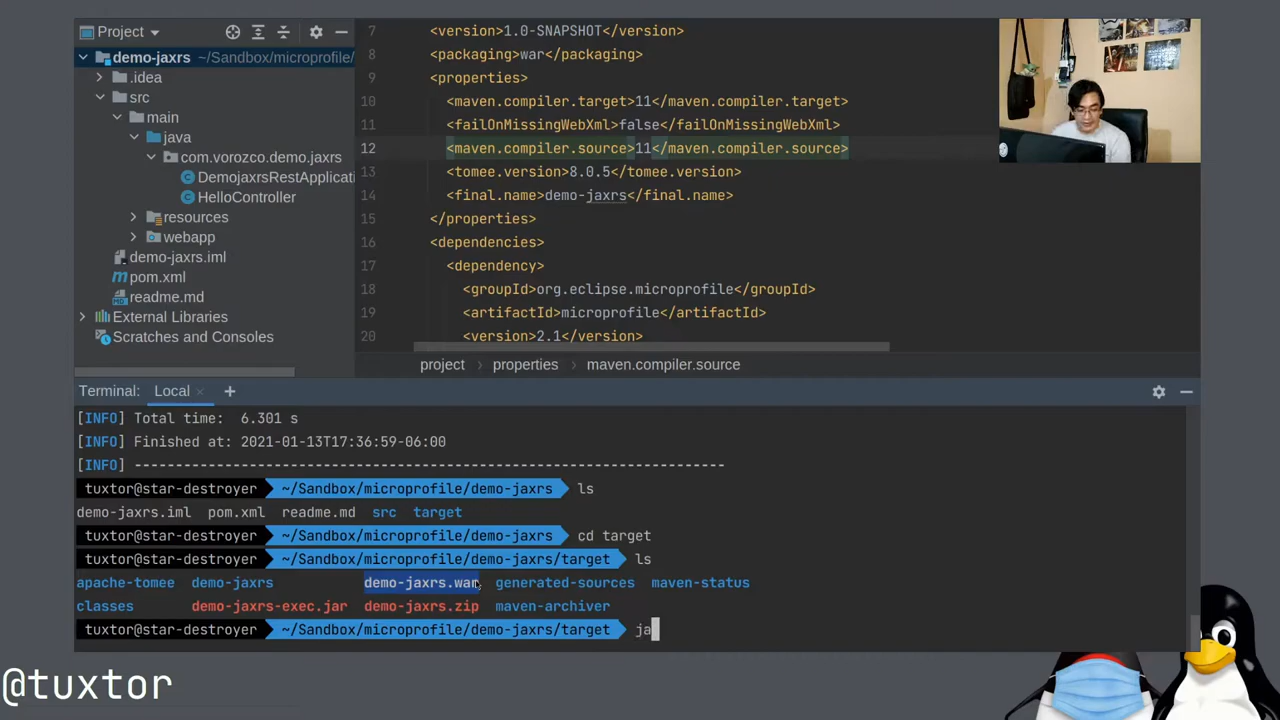 Project
demo-jaxrs ~/Sandbox/microprofile/
.idea
src
main
java
com.vorozco.demo.jaxrs
DemojaxrsRestApplicati
HelloController
resources
webapp
demo-jaxrs.iml
pom.xml
readme.md
External Libraries
Scratches and Consoles
7 <version>1.0-SNAPSHOT</version>
8 <packaging>war</packaging>
9 <properties>
10 <maven.compiler.target>11</maven.compiler.target>
11 <failOnMissingWebXml>false</failOnMissingWebXml>
12 <maven.compiler.source>11</maven.compiler.source>
13 <tomee.version>8.0.5</tomee.version>
14 <final.name>demo-jaxrs</final.name>
15 </properties>
16 <dependencies>
17 <dependency>
18 <groupId>org.eclipse.microprofile</groupId>
19 <artifactId>microprofile</artifactId>
20 <version>2.1</version>
project > properties > maven.compiler.source
Terminal: Local × +
[INFO] Total time:  6.301 s
[INFO] Finished at: 2021-01-13T17:36:59-06:00
[INFO] ------------------------------------------------------------------------
tuxtor@star-destroyer ~/Sandbox/microprofile/demo-jaxrs ls
demo-jaxrs.iml pom.xml readme.md src target
tuxtor@star-destroyer ~/Sandbox/microprofile/demo-jaxrs cd target
tuxtor@star-destroyer ~/Sandbox/microprofile/demo-jaxrs/target ls
apache-tomee demo-jaxrs demo-jaxrs.war generated-sources maven-status
classes demo-jaxrs-exec.jar demo-jaxrs.zip maven-archiver
tuxtor@star-destroyer ~/Sandbox/microprofile/demo-jaxrs/target ja
@tuxtor